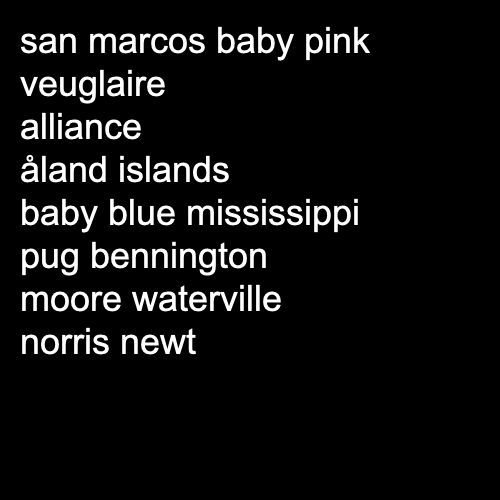 san marcos baby pink
veuglaire
alliance
åland islands
baby blue mississippi
pug bennington
moore waterville
norris newt